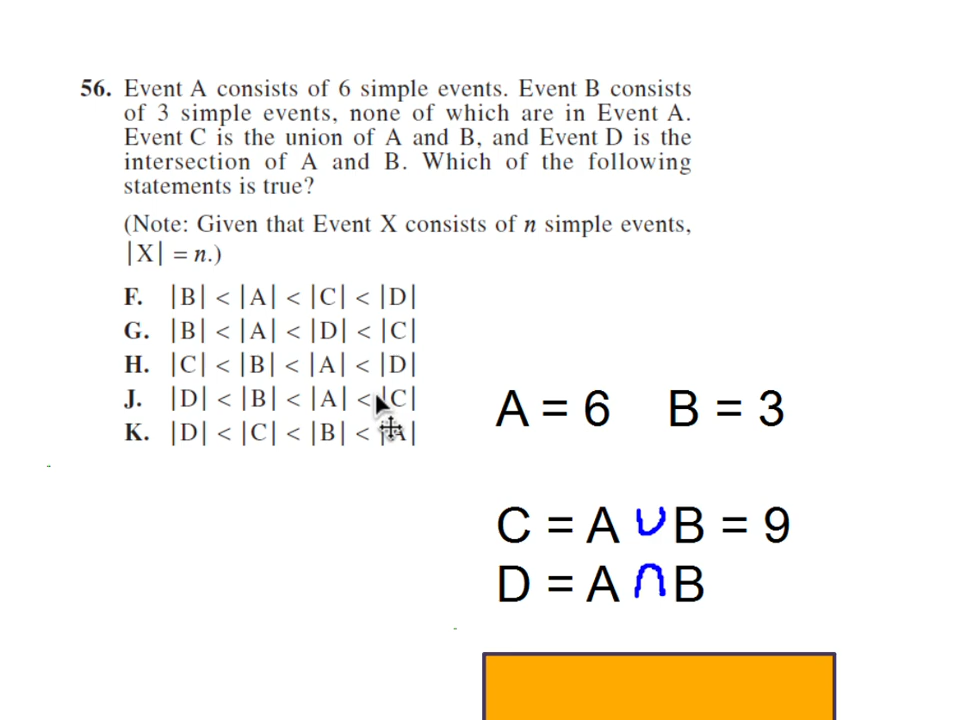 56. Event A consists of 6 simple events. Event B consists
of 3 simple events, none of which are in Event A.
Event C is the union of A and B, and Event D is the
intersection of A and B. Which of the following
statements is true?
(Note: Given that Event X consists of n simple events,
|X| = n.)
F. |B| < |A| < |C| < |D|
G. |B| < |A| < |D| < |C|
H. |C| < |B| < |A| < |D|
J. |D| < |B| < |A| < |C|
K. |D| < |C| < |B| < |A|
A = 6 B = 3
C = A ∪ B = 9
D = A ∩ B